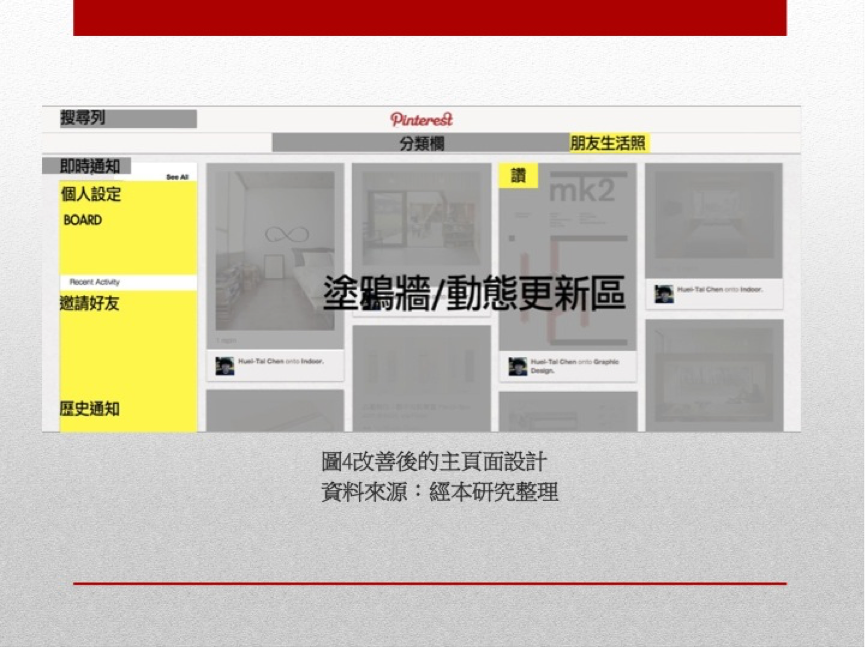 搜尋列
Pinterest
分類欄
朋友生活照
即時通知
See All
讚
個人設定
mk2
BOARD
Recent Activity
塗鴉牆/動態更新區
邀請好友
Huei-Tai Chen onto Indoor.
Huei-Tai Chen onto Indoor.
Huei-Tai Chen onto Graphic
Design.
歷史通知
圖4改善後的主頁面設計
資料來源：經本研究整理